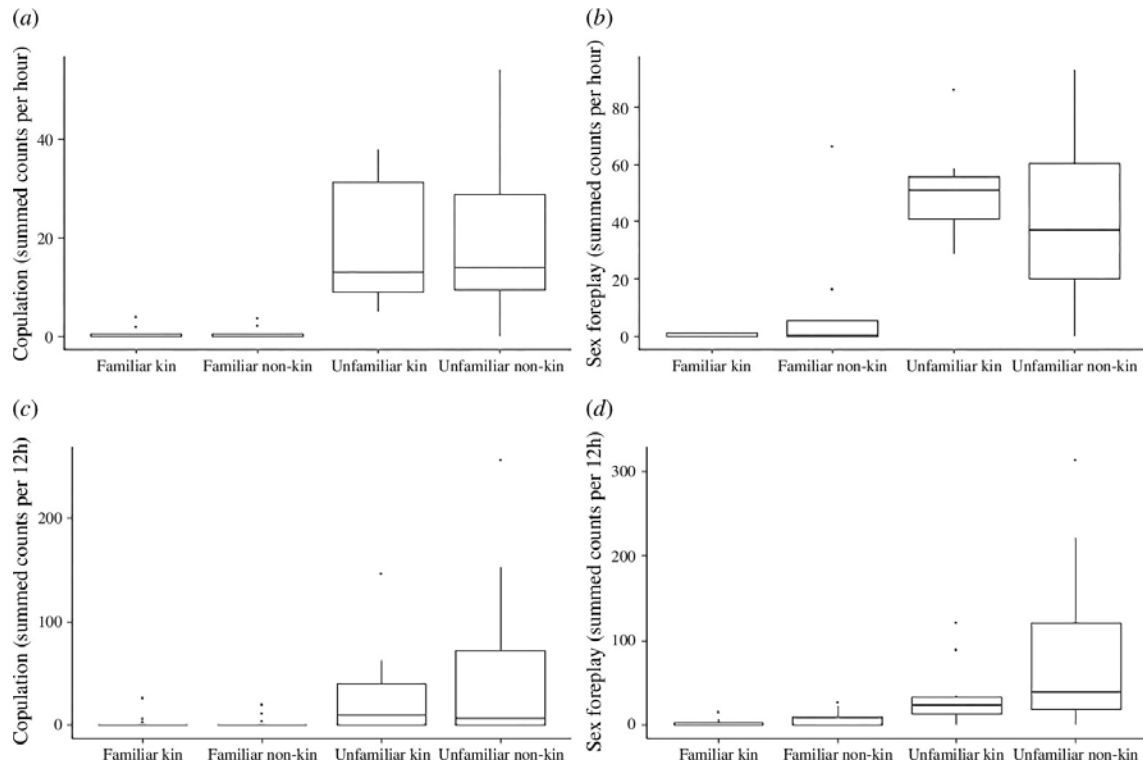 (a)
Copulation (summed counts per hour)
40
20
0
Familiar kin Familiar non-kin Unfamiliar kin Unfamiliar non-kin
(b)
Sex foreplay (summed counts per hour)
80
60
40
20
0
Familiar kin Familiar non-kin Unfamiliar kin Unfamiliar non-kin
(c)
Copulation (summed counts per 12h)
200
100
0
Familiar kin Familiar non-kin Unfamiliar kin Unfamiliar non-kin
(d)
Sex foreplay (summed counts per 12h)
300
200
100
0
Familiar kin Familiar non-kin Unfamiliar kin Unfamiliar non-kin